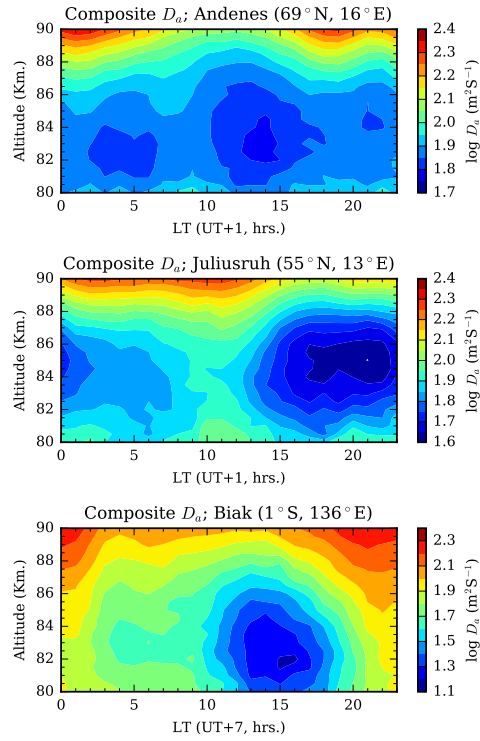 Composite Dₐ; Andenes (69°N, 16°E)
90
88
86
84
82
80
Altitude (Km.)
0 5 10 15 20
LT (UT+1, hrs.)
2.4
2.3
2.2
2.1
2.0
1.9
1.8
1.7
log Dₐ (m²S⁻¹)
Composite Dₐ; Juliusruh (55°N, 13°E)
90
88
86
84
82
80
Altitude (Km.)
0 5 10 15 20
LT (UT+1, hrs.)
2.4
2.3
2.2
2.1
2.0
1.9
1.8
1.7
1.6
log Dₐ (m²S⁻¹)
Composite Dₐ; Biak (1°S, 136°E)
90
88
86
84
82
80
Altitude (Km.)
0 5 10 15 20
LT (UT+7, hrs.)
2.3
2.1
1.9
1.7
1.5
1.3
1.1
log Dₐ (m²S⁻¹)